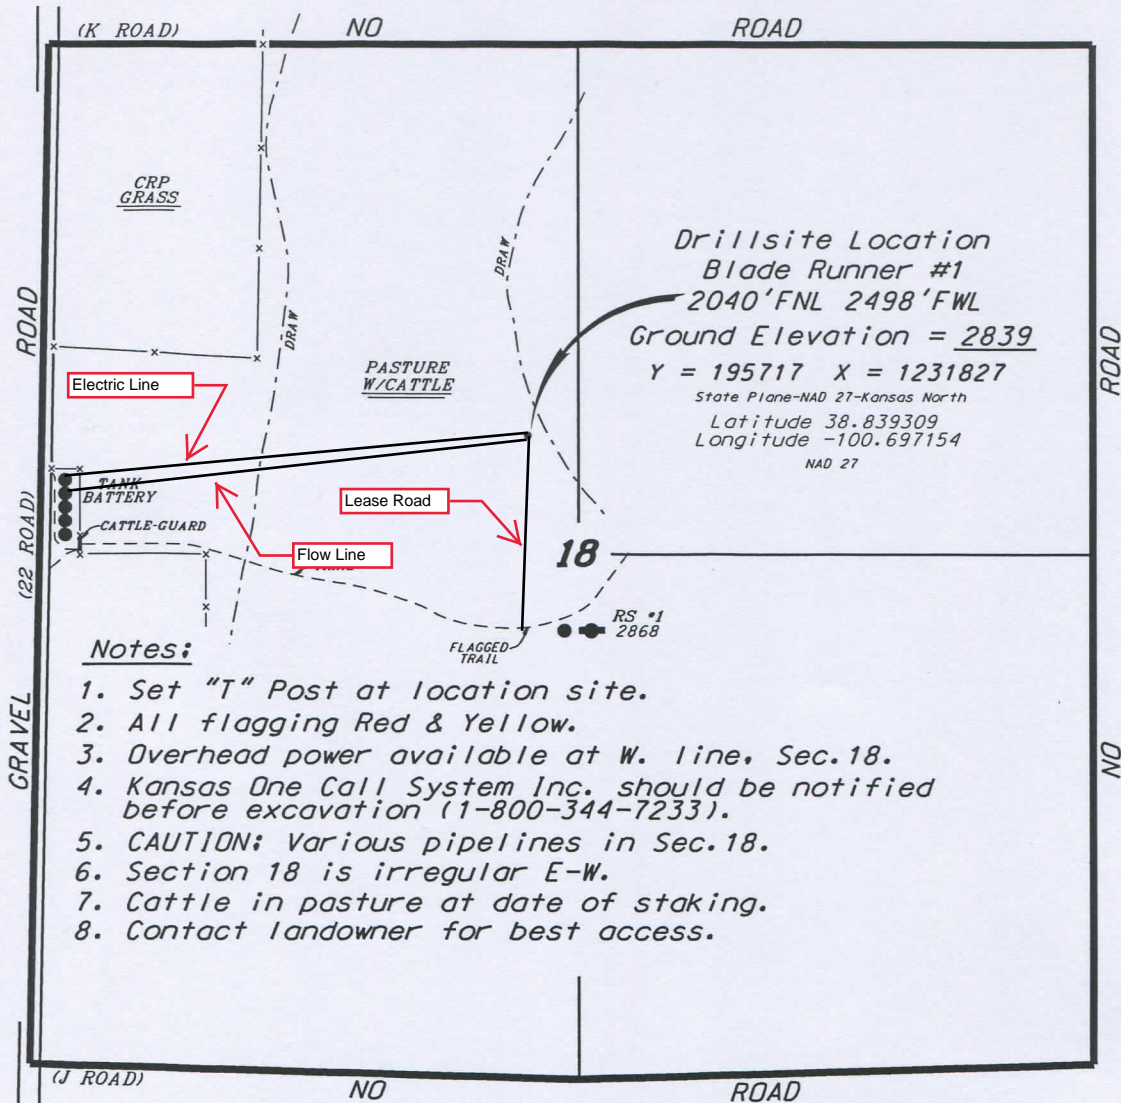 (K ROAD)
NO
ROAD
CRP
GRASS
DRAW
DRAW
Drillsite Location
Blade Runner #1
2040'FNL 2498'FWL
Ground Elevation = 2839
Y = 195717 X = 1231827
State Plane-NAD 27-Kansas North
Latitude 38.839309
Longitude -100.697154
NAD 27
ROAD
ROAD
PASTURE
W/CATTLE
Electric Line
TANK
BATTERY
CATTLE-GUARD
Lease Road
Flow Line
(22 ROAD)
18
RS #1
2868
FLAGGED
TRAIL
GRAVEL
NO
Notes:
1. Set "T" Post at location site.
2. All flagging Red & Yellow.
3. Overhead power available at W. line, Sec.18.
4. Kansas One Call System Inc. should be notified
before excavation (1-800-344-7233).
5. CAUTION: Various pipelines in Sec.18.
6. Section 18 is irregular E-W.
7. Cattle in pasture at date of staking.
8. Contact landowner for best access.
(J ROAD)
NO
ROAD